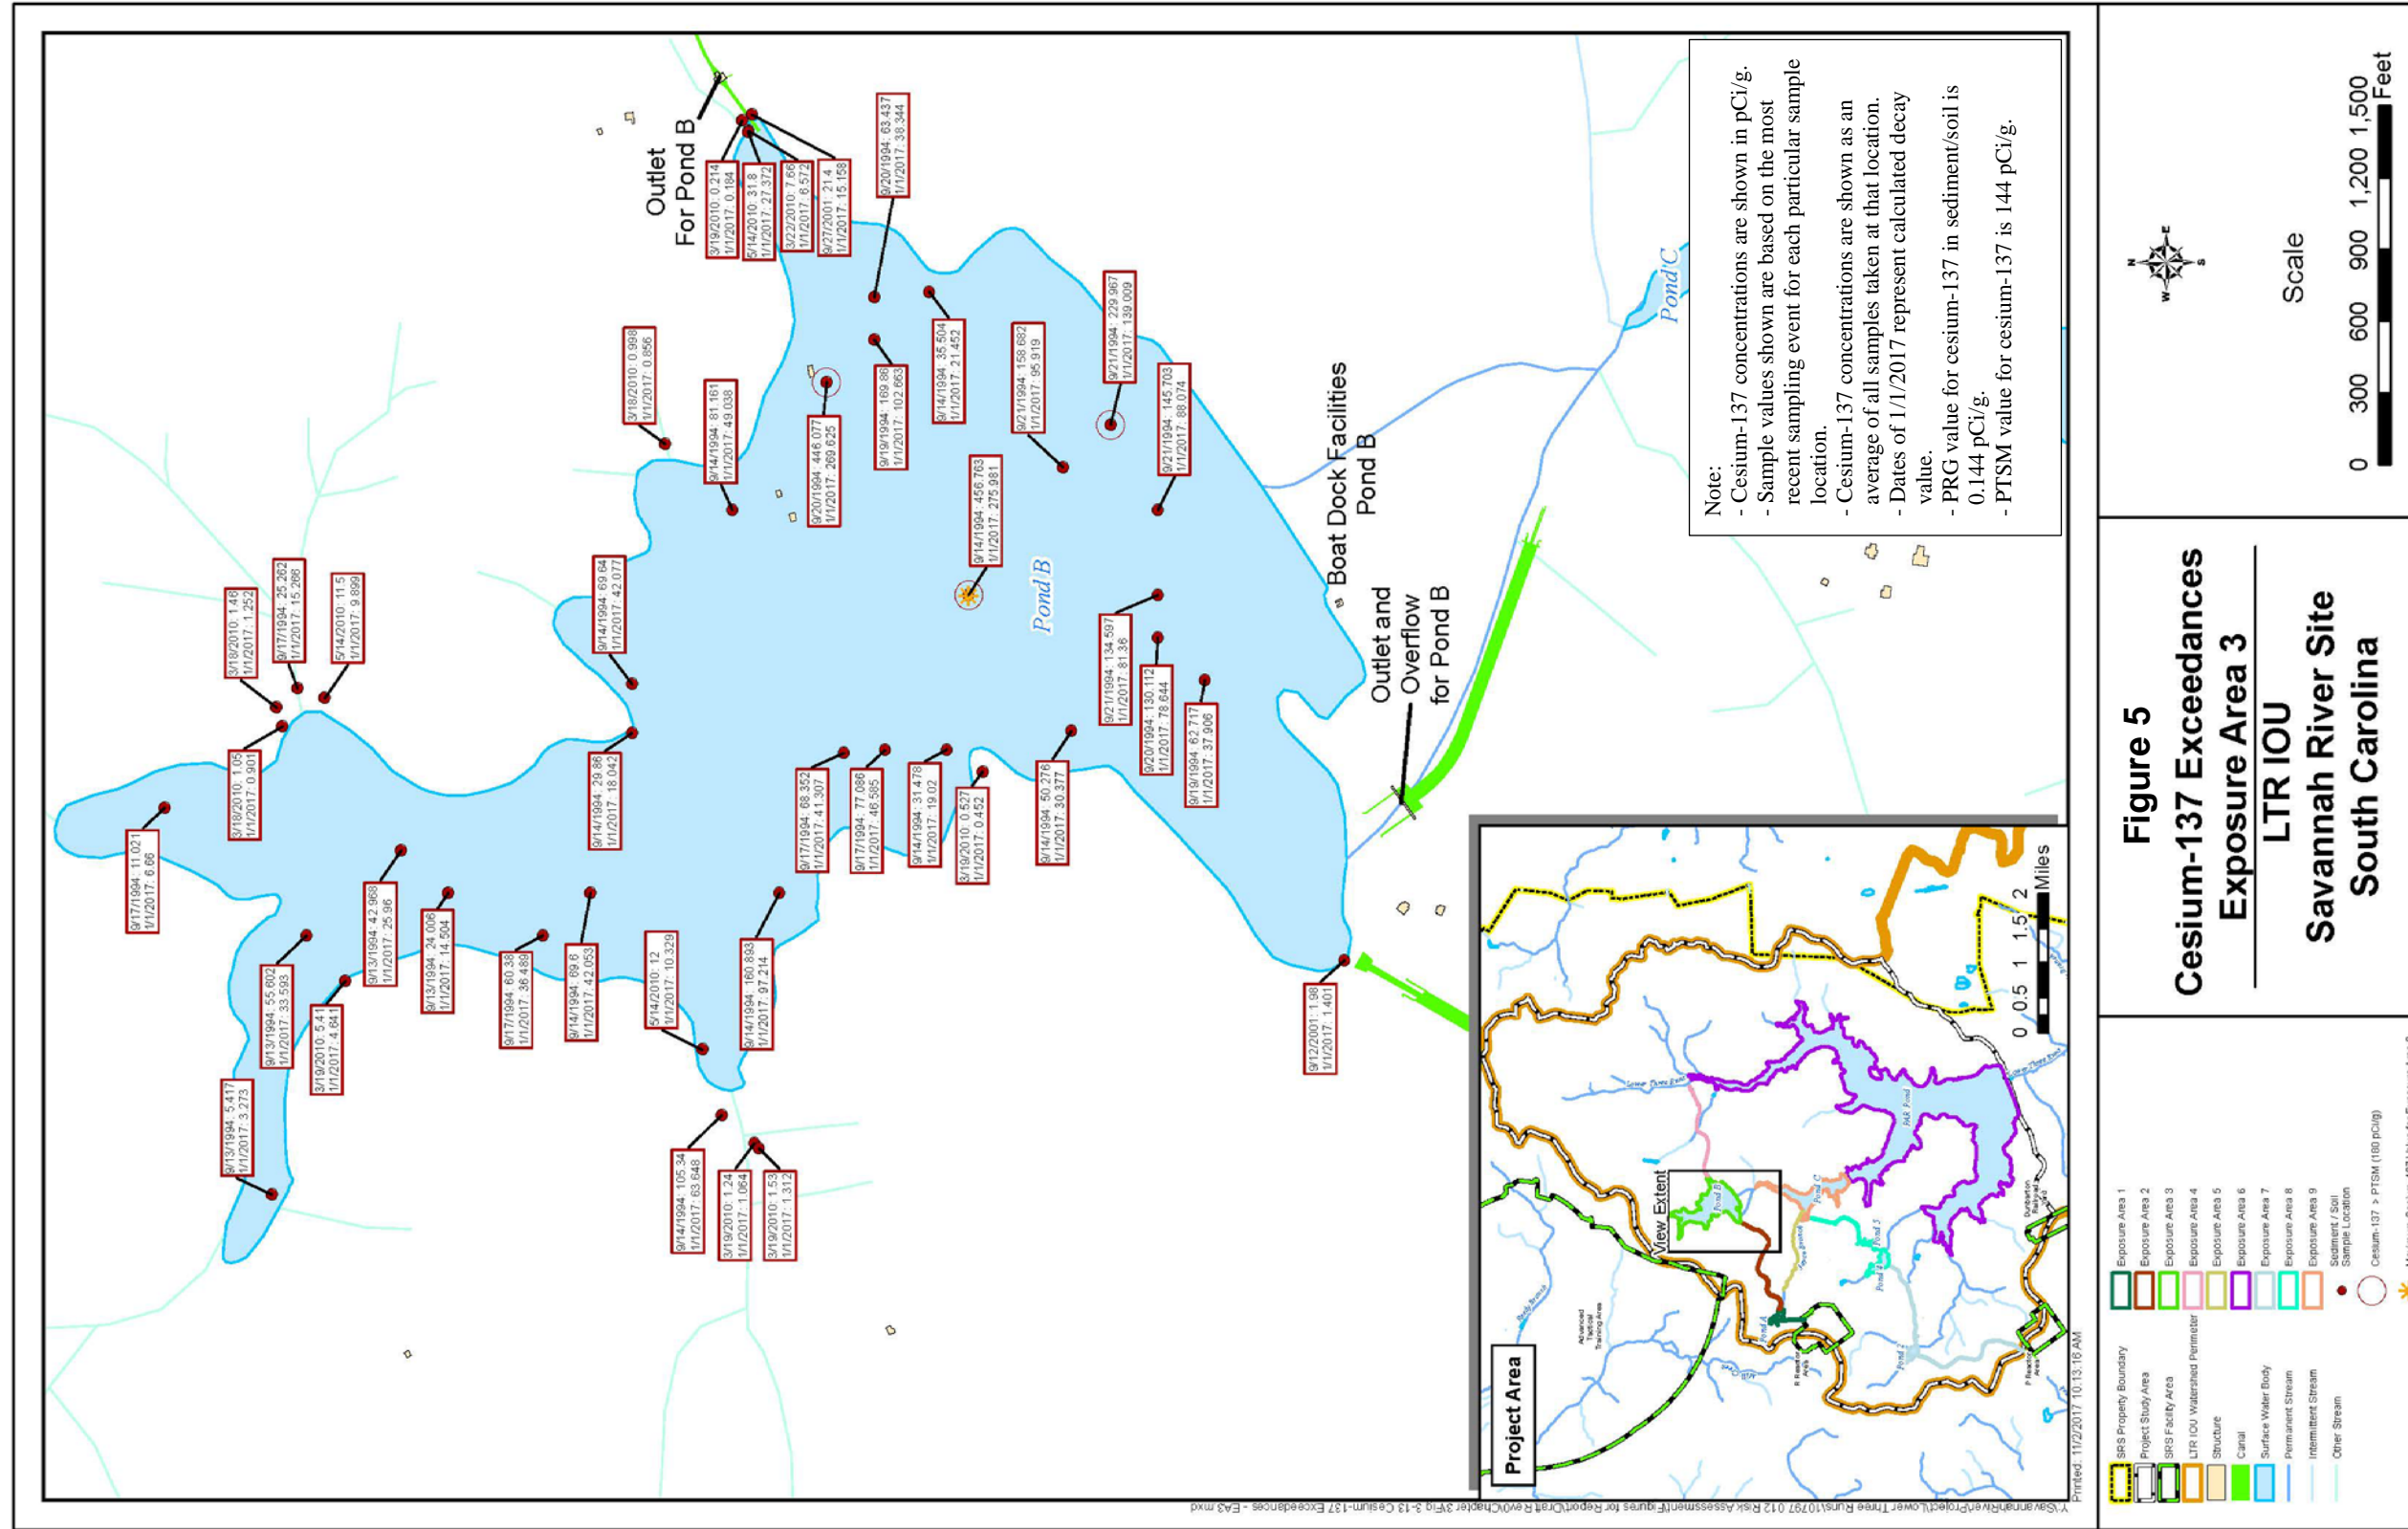 Outlet
For Pond B
3/19/2010: 0.214
1/1/2017: 0.184
5/14/2010: 31.8
1/1/2017: 27.372
3/22/2010: 7.66
1/1/2017: 6.572
9/27/2001: 21.4
1/1/2017: 15.158
9/20/1994: 63.437
1/1/2017: 38.344
3/18/2010: 0.998
1/1/2017: 0.856
9/14/1994: 81.161
1/1/2017: 49.038
9/20/1994: 446.077
1/1/2017: 269.625
9/19/1994: 169.86
1/1/2017: 102.663
9/14/1994: 35.504
1/1/2017: 21.452
9/21/1994: 158.682
1/1/2017: 95.919
9/21/1994: 229.967
1/1/2017: 139.009
9/21/1994: 145.703
1/1/2017: 88.074
9/14/1994: 456.763
1/1/2017: 275.981
Pond B
3/18/2010: 1.46
1/1/2017: 1.252
9/17/1994: 25.262
1/1/2017: 15.266
5/14/2010: 11.5
1/1/2017: 9.899
9/14/1994: 69.64
1/1/2017: 42.077
3/18/2010: 1.05
1/1/2017: 0.901
9/14/1994: 29.86
1/1/2017: 18.042
9/17/1994: 68.352
1/1/2017: 41.307
9/17/1994: 77.086
1/1/2017: 46.585
9/14/1994: 31.478
1/1/2017: 19.02
3/19/2010: 0.527
1/1/2017: 0.452
9/14/1994: 50.276
1/1/2017: 30.377
9/21/1994: 134.597
1/1/2017: 81.36
9/20/1994: 130.112
1/1/2017: 78.644
9/19/1994: 62.717
1/1/2017: 37.906
9/17/1994: 11.021
1/1/2017: 6.66
9/13/1994: 55.602
1/1/2017: 33.593
3/19/2010: 5.41
1/1/2017: 4.641
9/13/1994: 42.968
1/1/2017: 25.96
9/13/1994: 24.006
1/1/2017: 14.504
9/17/1994: 60.38
1/1/2017: 36.489
9/14/1994: 69.6
1/1/2017: 42.053
5/14/2010: 12
1/1/2017: 10.329
9/14/1994: 160.893
1/1/2017: 97.214
9/12/2001: 1.98
1/1/2017: 1.401
9/13/1994: 5.417
1/1/2017: 3.273
9/14/1994: 105.34
1/1/2017: 63.648
3/19/2010: 1.24
1/1/2017: 1.064
3/19/2010: 1.53
1/1/2017: 1.312
Boat Dock Facilities
Pond B
Outlet and
Overflow
for Pond B
Pond C
Note:
- Cesium-137 concentrations are shown in pCi/g.
- Sample values shown are based on the most
recent sampling event for each particular sample
location.
- Cesium-137 concentrations are shown as an
average of all samples taken at that location.
- Dates of 1/1/2017 represent calculated decay
value.
- PRG value for cesium-137 in sediment/soil is
0.144 pCi/g.
- PTSM value for cesium-137 is 144 pCi/g.
Project Area
View Extent
Advanced
Tactical
Training Area
Lower Three Runs
Pond A
Pond B
Pond C
Pond 2
Pond 4
Pond 5
PAR Pond
R Reactor
Area
P Reactor
Area
Dunbarton
Railroad
Yard
Lower Three Runs
0 0.5 1 1.5 2
Miles
Printed: 11/2/2017 10:13:16 AM
SRS Property Boundary
Project Study Area
SRS Facility Area
LTR IOU Watershed Perimeter
Structure
Canal
Surface Water Body
Permanent Stream
Intermittent Stream
Other Stream
Exposure Area 1
Exposure Area 2
Exposure Area 3
Exposure Area 4
Exposure Area 5
Exposure Area 6
Exposure Area 7
Exposure Area 8
Exposure Area 9
Sediment / Soil
Sample Location
Cesium-137 > PTSM (180 pCi/g)
Figure 5
Cesium-137 Exceedances
Exposure Area 3
LTR IOU
Savannah River Site
South Carolina
N
W
E
S
Scale
0 300 600 900 1,200 1,500
Feet